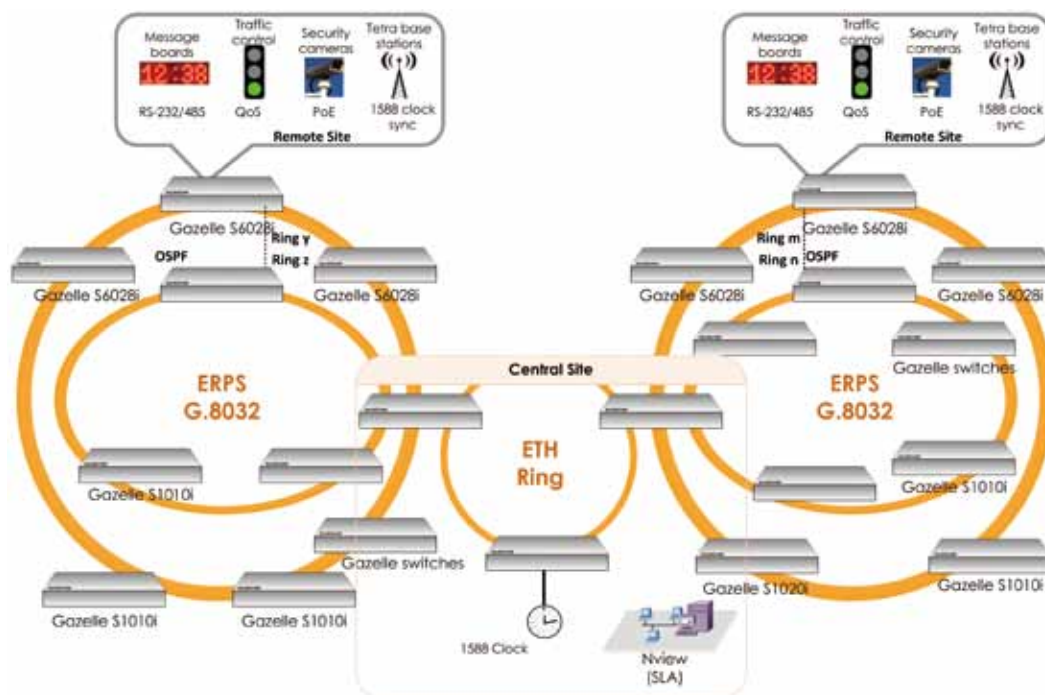 Message
boards
Traffic
control
Security
cameras
Tetra base
stations
12:38
RS-232/485
QoS
PoE
1588 clock
sync
Remote Site
Message
boards
Traffic
control
Security
cameras
Tetra base
stations
12:38
RS-232/485
QoS
PoE
1588 clock
sync
Remote Site
Gazelle S6028i
OSPF
Ring y
Ring z
Gazelle S6028i
Gazelle S6028i
ERPS
G.8032
Gazelle S1010i
Gazelle switches
Gazelle S1010i
Gazelle S1010i
Central Site
ETH
Ring
1588 Clock
Nview
(SLA)
Gazelle S6028i
Ring m
Ring n
OSPF
Gazelle S6028i
Gazelle S6028i
Gazelle switches
ERPS
G.8032
Gazelle S1010i
Gazelle S1020i
Gazelle S1010i